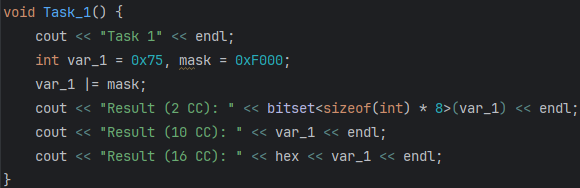 void Task_1() {
    cout << "Task 1" << endl;
    int var_1 = 0x75, mask = 0xF000;
    var_1 |= mask;
    cout << "Result (2 CC): " << bitset<sizeof(int) * 8>(var_1) << endl;
    cout << "Result (10 CC): " << var_1 << endl;
    cout << "Result (16 CC): " << hex << var_1 << endl;
}